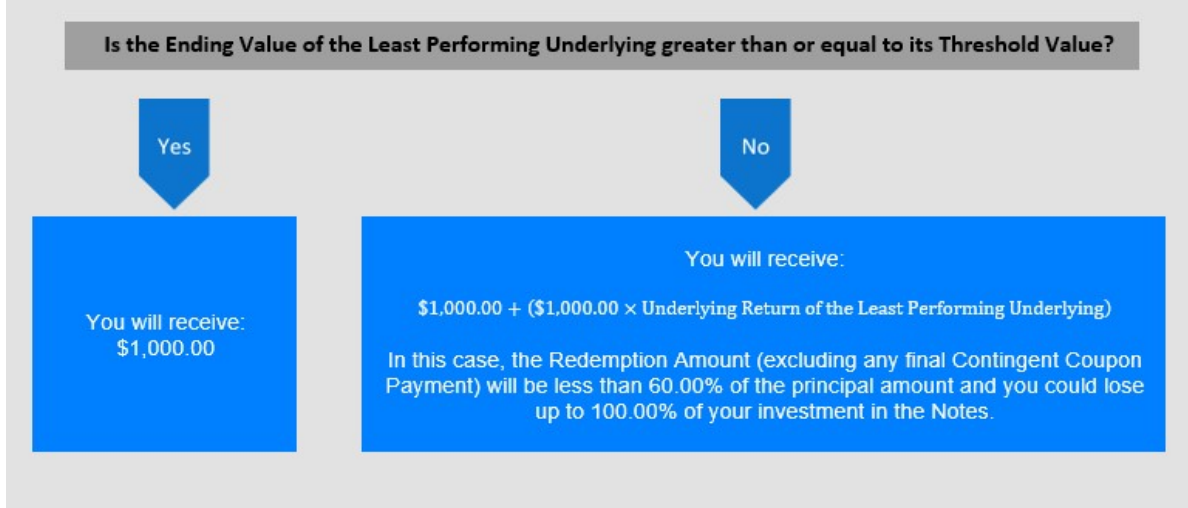 Is the Ending Value of the Least Performing Underlying greater than or equal to its Threshold Value?
Yes
No
You will receive:
$1,000.00
You will receive:
$1,000.00 + ($1,000.00 × Underlying Return of the Least Performing Underlying)
In this case, the Redemption Amount (excluding any final Contingent Coupon
Payment) will be less than 60.00% of the principal amount and you could lose
up to 100.00% of your investment in the Notes.